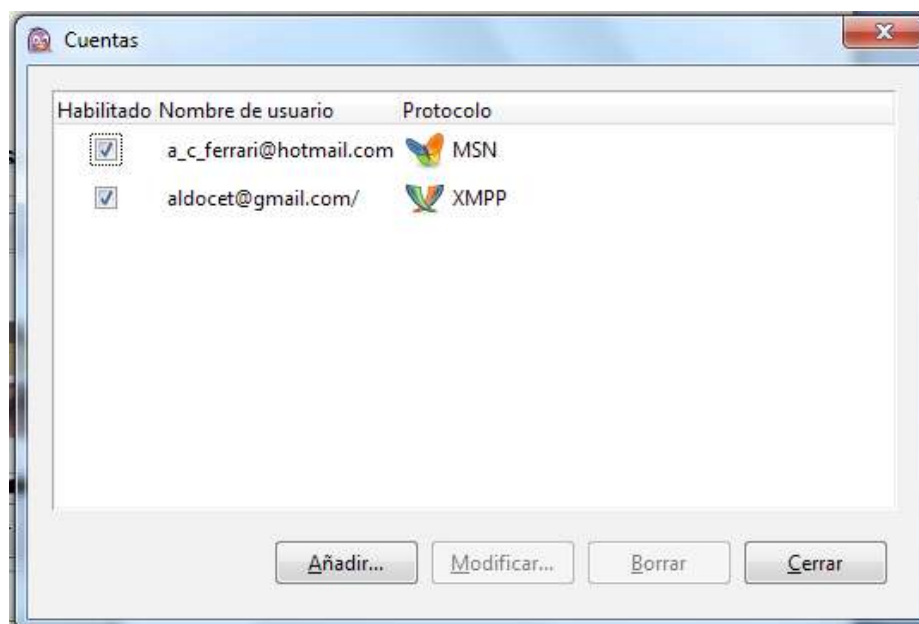 Cuentas
Habilitado Nombre de usuario Protocolo
a_c_ferrari@hotmail.com MSN
aldocet@gmail.com/ XMPP
Añadir... Modificar... Borrar Cerrar